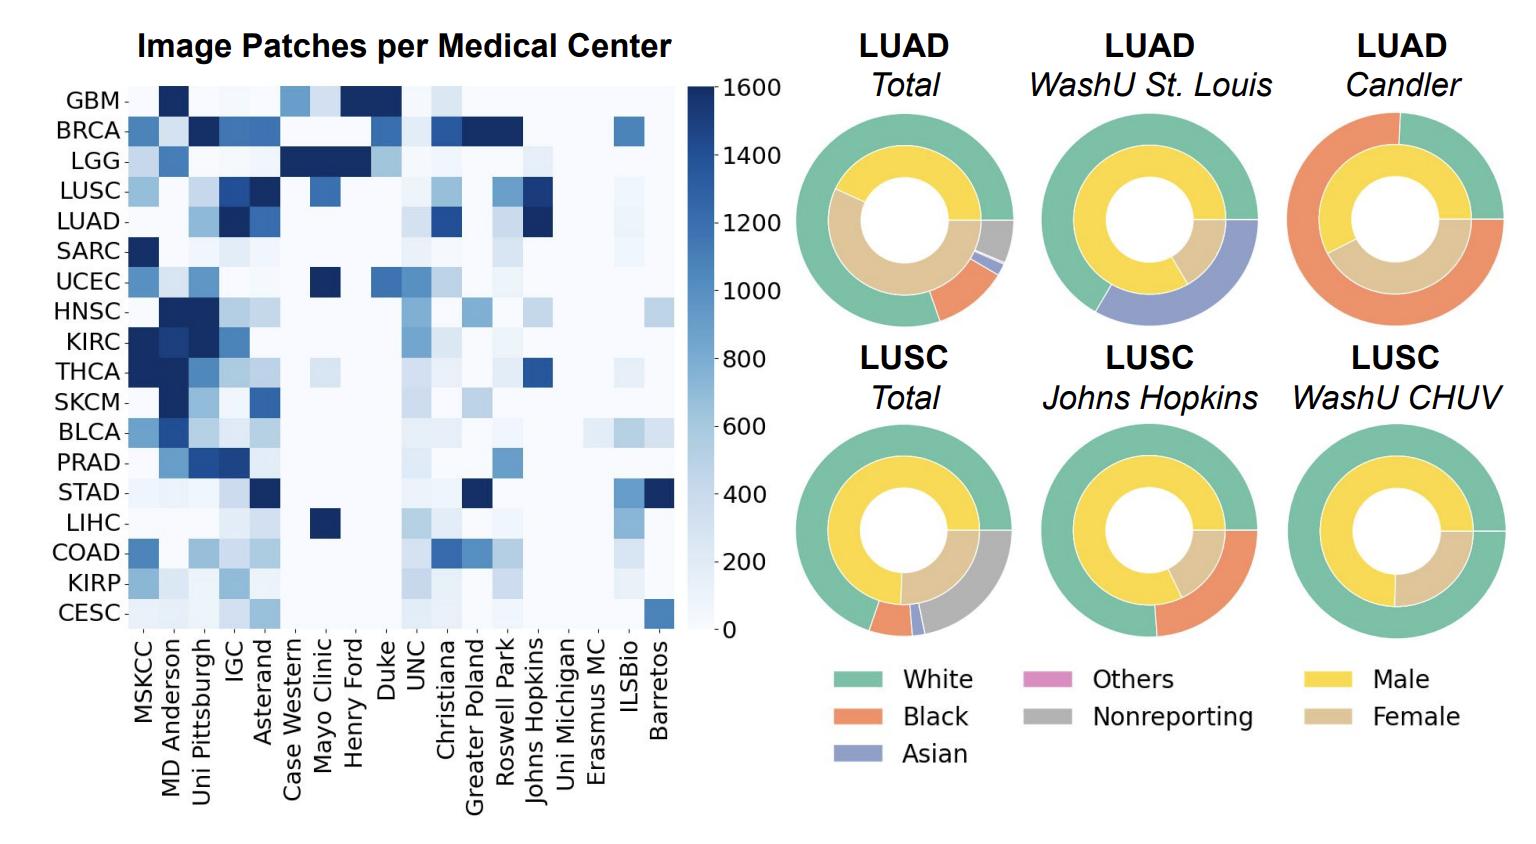 Image Patches per Medical Center
GBM
BRCA
LGG
LUSC
LUAD
SARC
UCEC
HNSC
KIRC
THCA
SKCM
BLCA
PRAD
STAD
LIHC
COAD
KIRP
CESC
MSKCC
MD Anderson
Uni Pittsburgh
IGC
Asterand
Case Western
Mayo Clinic
Henry Ford
Duke
UNC
Christiana
Greater Poland
Roswell Park
Johns Hopkins
Uni Michigan
Erasmus MC
ILSBio
Barretos
1600
1400
1200
1000
800
600
400
200
0
LUAD
Total
LUAD
WashU St. Louis
LUAD
Candler
LUSC
Total
LUSC
Johns Hopkins
LUSC
WashU CHUV
White
Black
Asian
Others
Nonreporting
Male
Female